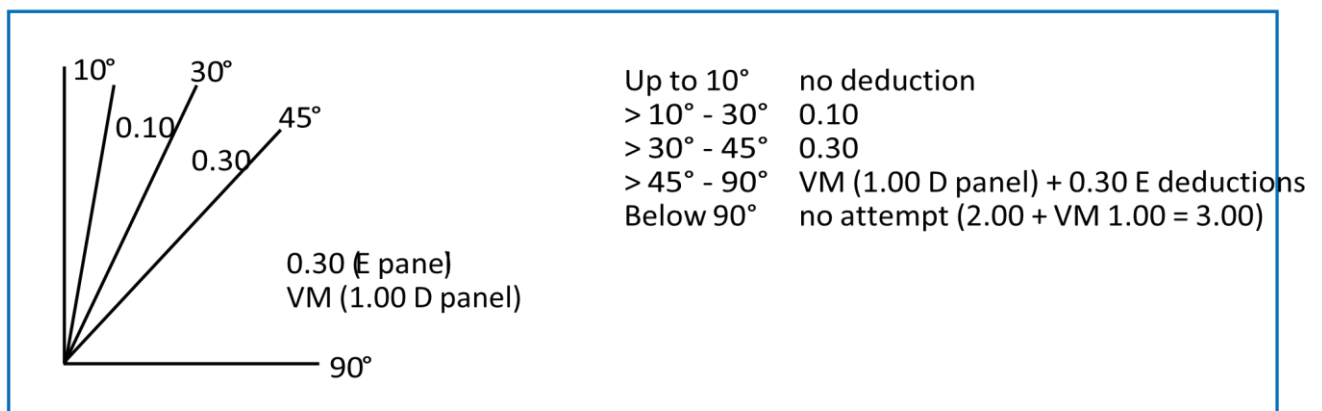 10°
30°
45°
0.10
0.30
0.30 (E panel)
VM (1.00 D panel)
90°
Up to 10° no deduction
> 10° - 30° 0.10
> 30° - 45° 0.30
> 45° - 90° VM (1.00 D panel) + 0.30 E deductions
Below 90° no attempt (2.00 + VM 1.00 = 3.00)